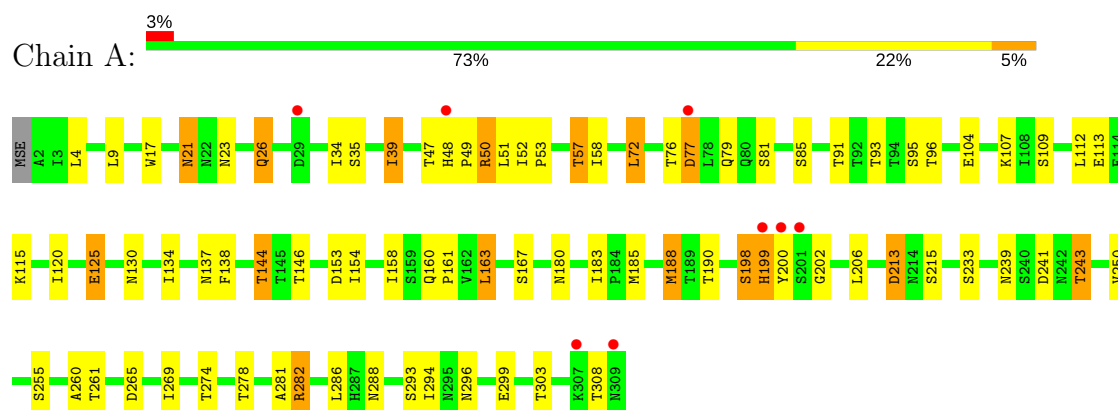 3%
Chain A:
73% 22% 5%
MSE A2 I3 L4 L9 W17 N21 N22 N23 Q26 D29 I34 S35 I39 T47 H48 P49 R50 L51 I52 P53 T57 I58 L72 T76 D77 L78 Q79 Q80 S81 S85 T91 T92 T93 T94 S95 T96 E104 K107 I108 S109 L112 E113
K115 I120 E125 N130 I134 N137 F138 T144 T145 T146 D153 I154 I158 S159 Q160 P161 V162 L163 S167 N180 I183 P184 M185 M188 T189 T190 S198 H199 Y200 S201 G202 L206 D213 N214 S215 S233 N239 S240 D241 N242 T243
S255 A260 T261 D265 I269 T274 T278 A281 R282 L286 H287 N288 S293 I294 N295 N296 E299 T303 K307 T308 N309